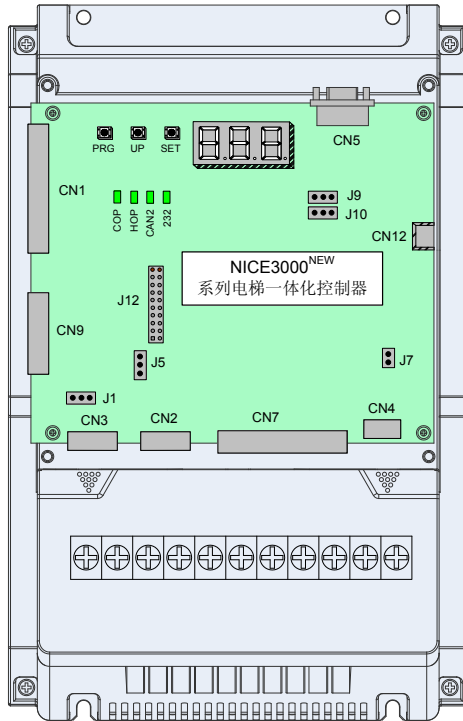 PRG UP SET
CN5
CN1
COP HOP CAN2 232
J9
J10
CN12
NICE3000NEW
系列电梯一体化控制器
J12
CN9
J5
J7
J1
CN3 CN2 CN7 CN4